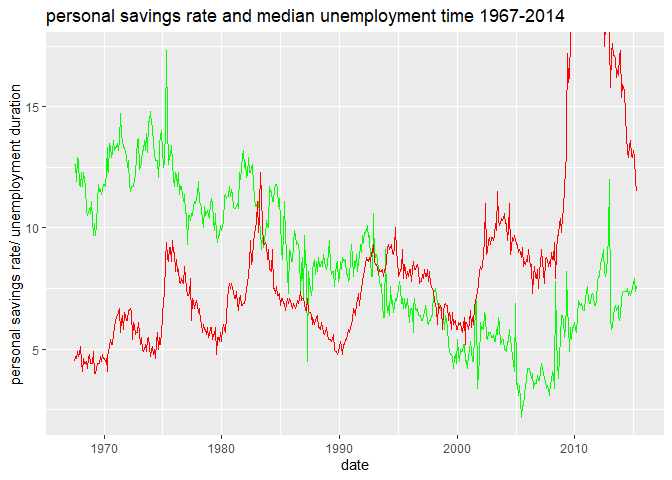 personal savings rate and median unemployment time 1967-2014
personal savings rate/ unemployment duration
15
10
5
1970 1980 1990 2000 2010
date